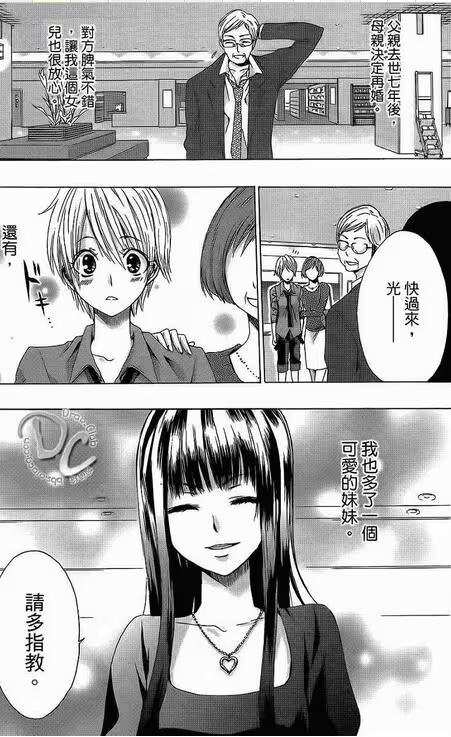 父親去世七年後，
母親決定再婚。
對方脾氣不錯，
讓我這個女
兒也很放心。
快過來，
光——
還有，
我也多了一個
可愛的妹妹。
請多指教。
DC